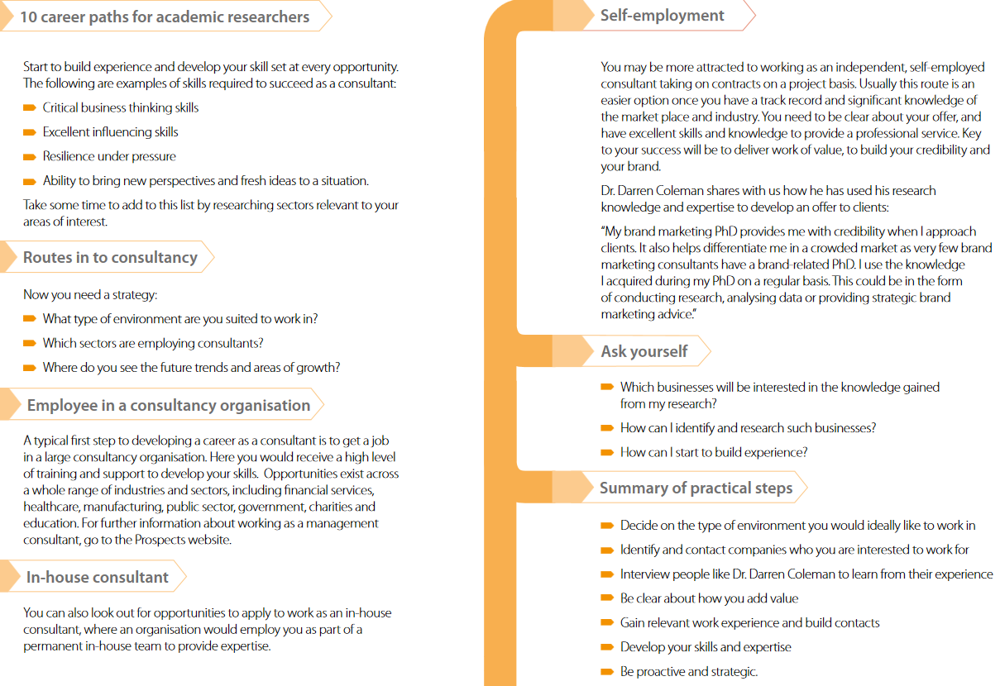 10 career paths for academic researchers
Start to build experience and develop your skill set at every opportunity.
The following are examples of skills required to succeed as a consultant:
Critical business thinking skills
Excellent influencing skills
Resilience under pressure
Ability to bring new perspectives and fresh ideas to a situation.
Take some time to add to this list by researching sectors relevant to your
areas of interest.
Routes in to consultancy
Now you need a strategy:
What type of environment are you suited to work in?
Which sectors are employing consultants?
Where do you see the future trends and areas of growth?
Employee in a consultancy organisation
A typical first step to developing a career as a consultant is to get a job
in a large consultancy organisation. Here you would receive a high level
of training and support to develop your skills. Opportunities exist across
a whole range of industries and sectors, including financial services,
healthcare, manufacturing, public sector, government, charities and
education. For further information about working as a management
consultant, go to the Prospects website.
In-house consultant
You can also look out for opportunities to apply to work as an in-house
consultant, where an organisation would employ you as part of a
permanent in-house team to provide expertise.
Self-employment
You may be more attracted to working as an independent, self-employed
consultant taking on contracts on a project basis. Usually this route is an
easier option once you have a track record and significant knowledge of
the market place and industry. You need to be clear about your offer, and
have excellent skills and knowledge to provide a professional service. Key
to your success will be to deliver work of value, to build your credibility and
your brand.
Dr. Darren Coleman shares with us how he has used his research
knowledge and expertise to develop an offer to clients:
“My brand marketing PhD provides me with credibility when I approach
clients. It also helps differentiate me in a crowded market as very few brand
marketing consultants have a brand-related PhD. I use the knowledge
I acquired during my PhD on a regular basis. This could be in the form
of conducting research, analysing data or providing strategic brand
marketing advice.”
Ask yourself
Which businesses will be interested in the knowledge gained
from my research?
How can I identify and research such businesses?
How can I start to build experience?
Summary of practical steps
Decide on the type of environment you would ideally like to work in
Identify and contact companies who you are interested to work for
Interview people like Dr. Darren Coleman to learn from their experience
Be clear about how you add value
Gain relevant work experience and build contacts
Develop your skills and expertise
Be proactive and strategic.